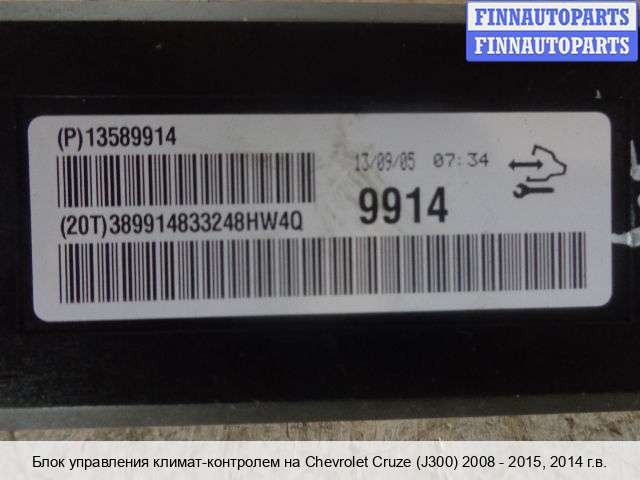 FINNAUTOPARTS
FINNAUTOPARTS
(P)13589914
13/09/05 07:34
9914
(20T)389914833248HW4Q
Блок управления климат-контролем на Chevrolet Cruze (J300) 2008 - 2015, 2014 г.в.